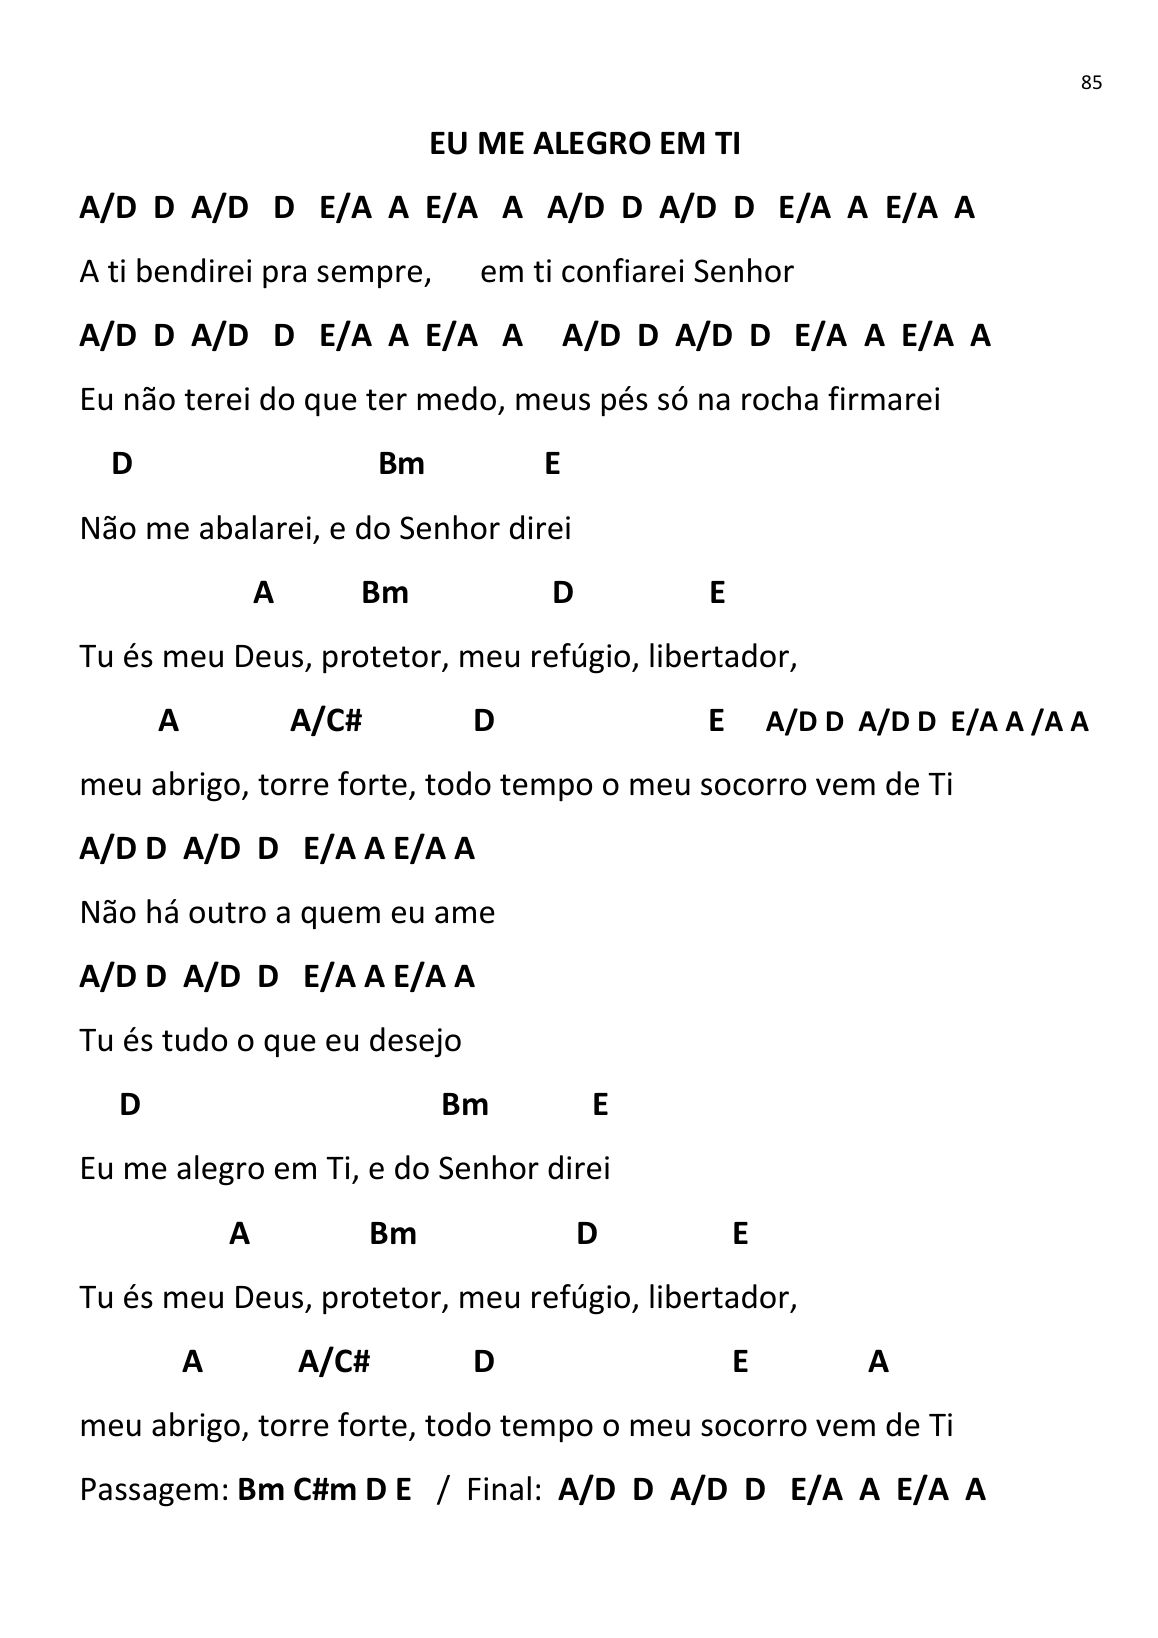 85
EU ME ALEGRO EM TI
A/D D A/D D E/A A E/A A A/D D A/D D E/A A E/A A
A ti bendirei pra sempre, em ti confiarei Senhor
A/D D A/D D E/A A E/A A A/D D A/D D E/A A E/A A
Eu não terei do que ter medo, meus pés só na rocha firmarei
D Bm E
Não me abalarei, e do Senhor direi
A Bm D E
Tu és meu Deus, protetor, meu refúgio, libertador,
A A/C# D E A/D D A/D D E/A A /A A
meu abrigo, torre forte, todo tempo o meu socorro vem de Ti
A/D D A/D D E/A A E/A A
Não há outro a quem eu ame
A/D D A/D D E/A A E/A A
Tu és tudo o que eu desejo
D Bm E
Eu me alegro em Ti, e do Senhor direi
A Bm D E
Tu és meu Deus, protetor, meu refúgio, libertador,
A A/C# D E A
meu abrigo, torre forte, todo tempo o meu socorro vem de Ti
Passagem: Bm C#m D E / Final: A/D D A/D D E/A A E/A A